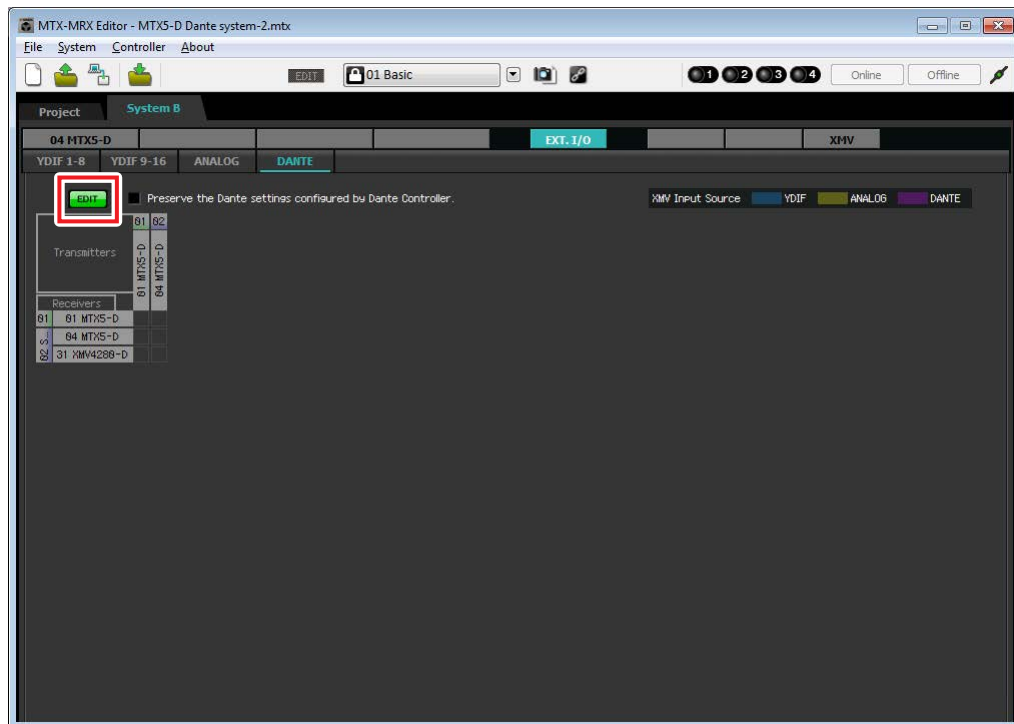 MTX-MRX Editor - MTX5-D Dante system-2.mtx
File System Controller About
EDIT 01 Basic 1 2 3 4 Online Offline
Project System B
04 MTX5-D EXT. I/O XMV
YDIF 1-8 YDIF 9-16 ANALOG DANTE
EDIT Preserve the Dante settings configured by Dante Controller. XMV Input Source YDIF ANALOG DANTE
01 02
Transmitters
01 MTX5-D
04 MTX5-D
Receivers
01 01 MTX5-D
02 S... 04 MTX5-D
31 XMV4280-D